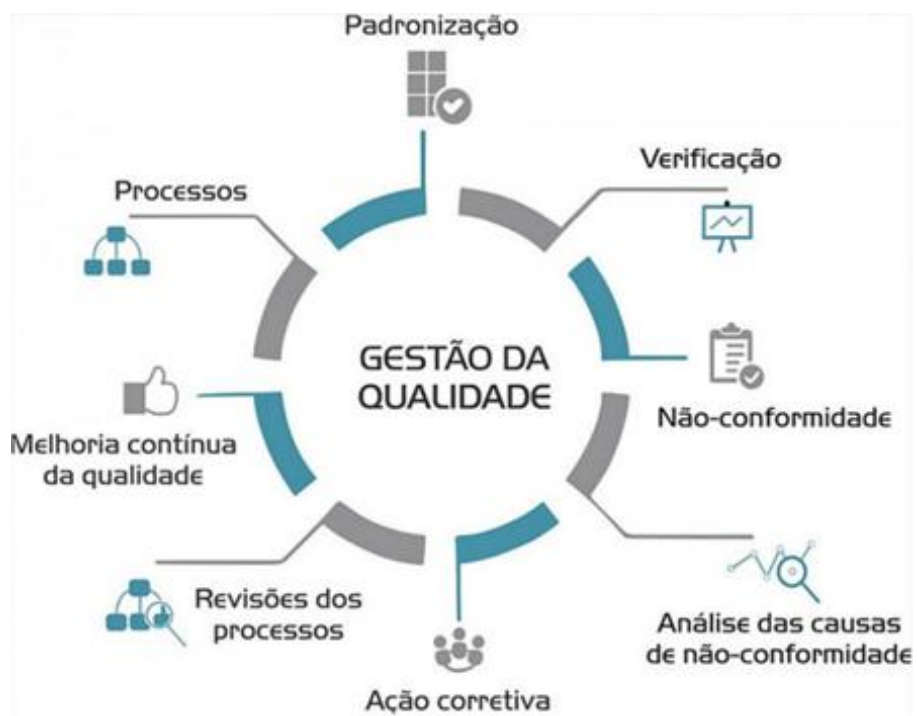 Padronização
Verificação
Processos
GESTÃO DA
QUALIDADE
Não-conformidade
Melhoria contínua
da qualidade
Revisões dos
processos
Análise das causas
de não-conformidade
Ação corretiva